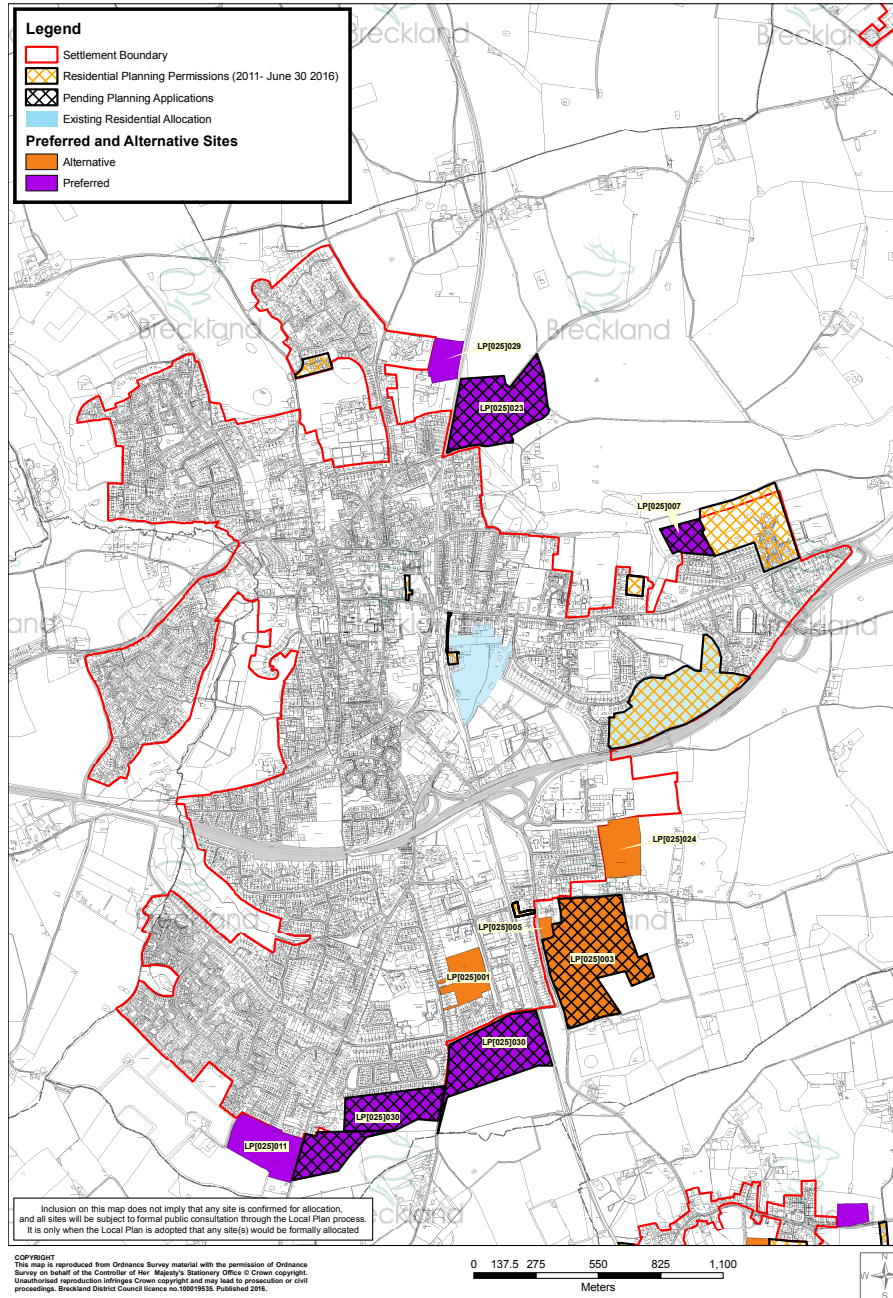 Legend
Settlement Boundary
Residential Planning Permissions (2011- June 30 2016)
Pending Planning Applications
Existing Residential Allocation
Preferred and Alternative Sites
Alternative
Preferred
Breckland
Breckland
Breckland
Breckland
LP[025]029
LP[025]023
LP[025]007
Breckland
LP[025]024
Breckland
Breckland
LP[025]005
LP[025]001
LP[025]003
LP[025]030
LP[025]030
LP[025]011
Inclusion on this map does not imply that any site is confirmed for allocation,
and all sites will be subject to formal public consultation through the Local Plan process.
It is only when the Local Plan is adopted that any site(s) would be formally allocated
COPYRIGHT
This map is reproduced from Ordnance Survey material with the permission of Ordnance
Survey on behalf of the Controller of Her Majesty's Stationery Office © Crown copyright.
Unauthorised reproduction infringes Crown copyright and may lead to prosecution or civil
proceedings. Breckland District Council licence no.100019535. Published 2016.
0 137.5 275 550 825 1,100
Meters
N
W E
S